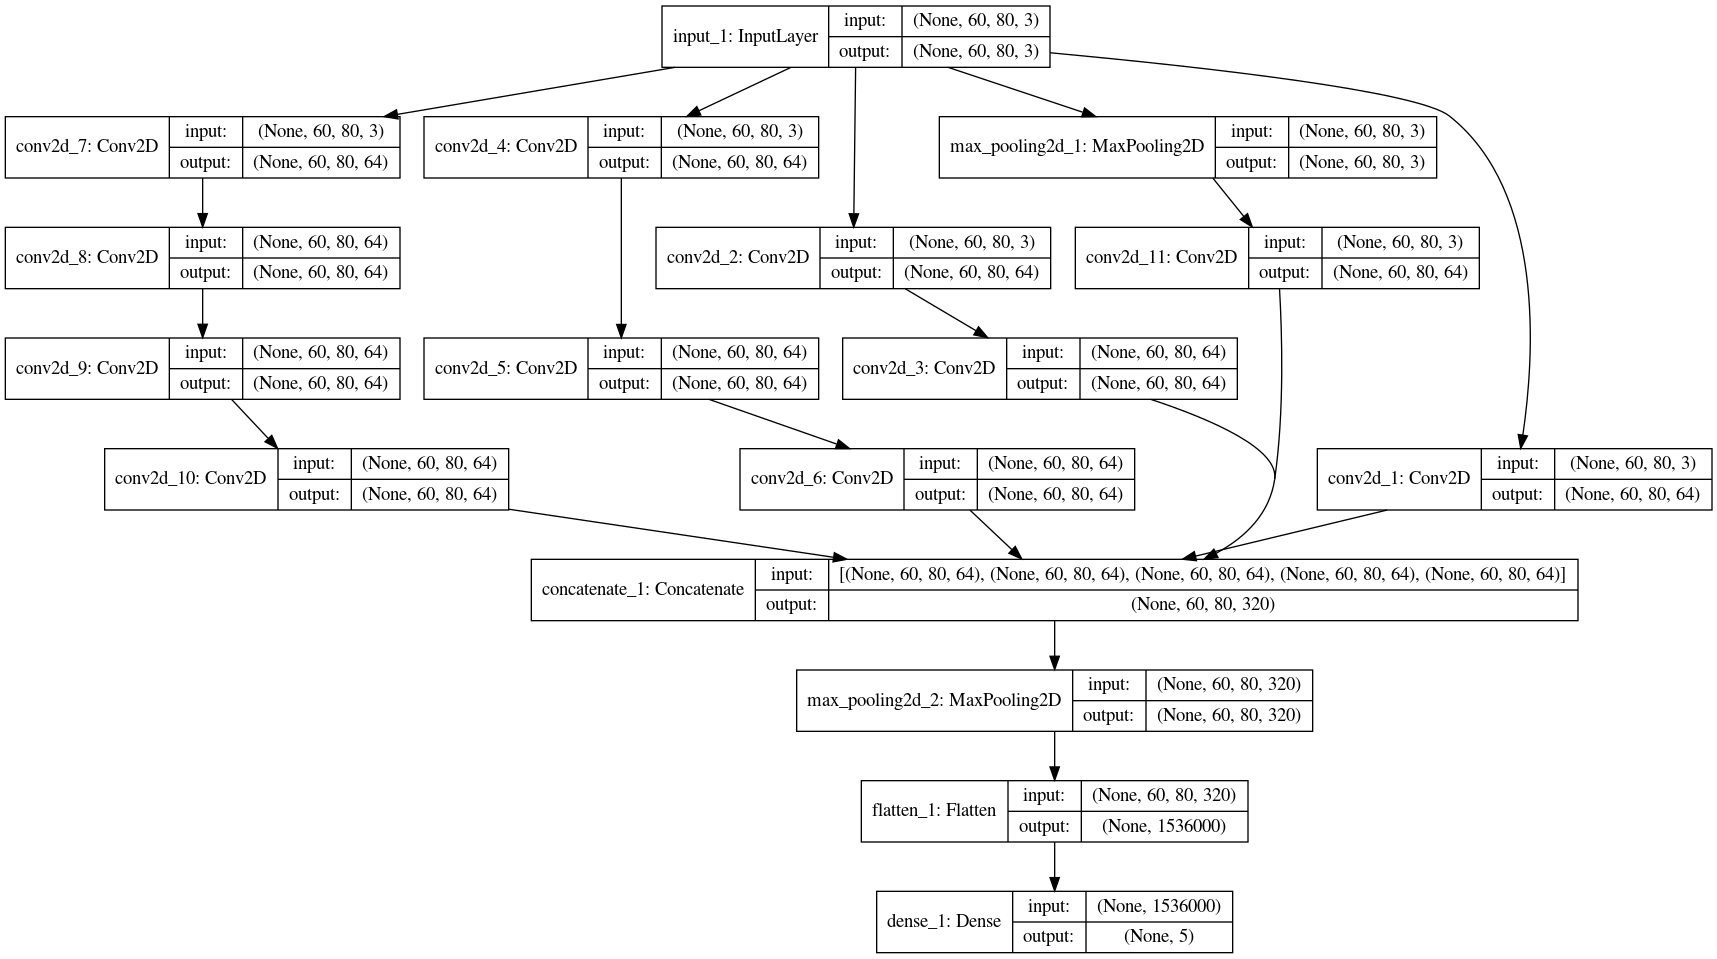 input_1: InputLayer
input:
(None, 60, 80, 3)
output:
(None, 60, 80, 3)
conv2d_7: Conv2D
input:
(None, 60, 80, 3)
output:
(None, 60, 80, 64)
conv2d_4: Conv2D
input:
(None, 60, 80, 3)
output:
(None, 60, 80, 64)
max_pooling2d_1: MaxPooling2D
input:
(None, 60, 80, 3)
output:
(None, 60, 80, 3)
conv2d_8: Conv2D
input:
(None, 60, 80, 64)
output:
(None, 60, 80, 64)
conv2d_2: Conv2D
input:
(None, 60, 80, 3)
output:
(None, 60, 80, 64)
conv2d_11: Conv2D
input:
(None, 60, 80, 3)
output:
(None, 60, 80, 64)
conv2d_9: Conv2D
input:
(None, 60, 80, 64)
output:
(None, 60, 80, 64)
conv2d_5: Conv2D
input:
(None, 60, 80, 64)
output:
(None, 60, 80, 64)
conv2d_3: Conv2D
input:
(None, 60, 80, 64)
output:
(None, 60, 80, 64)
conv2d_10: Conv2D
input:
(None, 60, 80, 64)
output:
(None, 60, 80, 64)
conv2d_6: Conv2D
input:
(None, 60, 80, 64)
output:
(None, 60, 80, 64)
conv2d_1: Conv2D
input:
(None, 60, 80, 3)
output:
(None, 60, 80, 64)
concatenate_1: Concatenate
input:
[(None, 60, 80, 64), (None, 60, 80, 64), (None, 60, 80, 64), (None, 60, 80, 64), (None, 60, 80, 64)]
output:
(None, 60, 80, 320)
max_pooling2d_2: MaxPooling2D
input:
(None, 60, 80, 320)
output:
(None, 60, 80, 320)
flatten_1: Flatten
input:
(None, 60, 80, 320)
output:
(None, 1536000)
dense_1: Dense
input:
(None, 1536000)
output:
(None, 5)